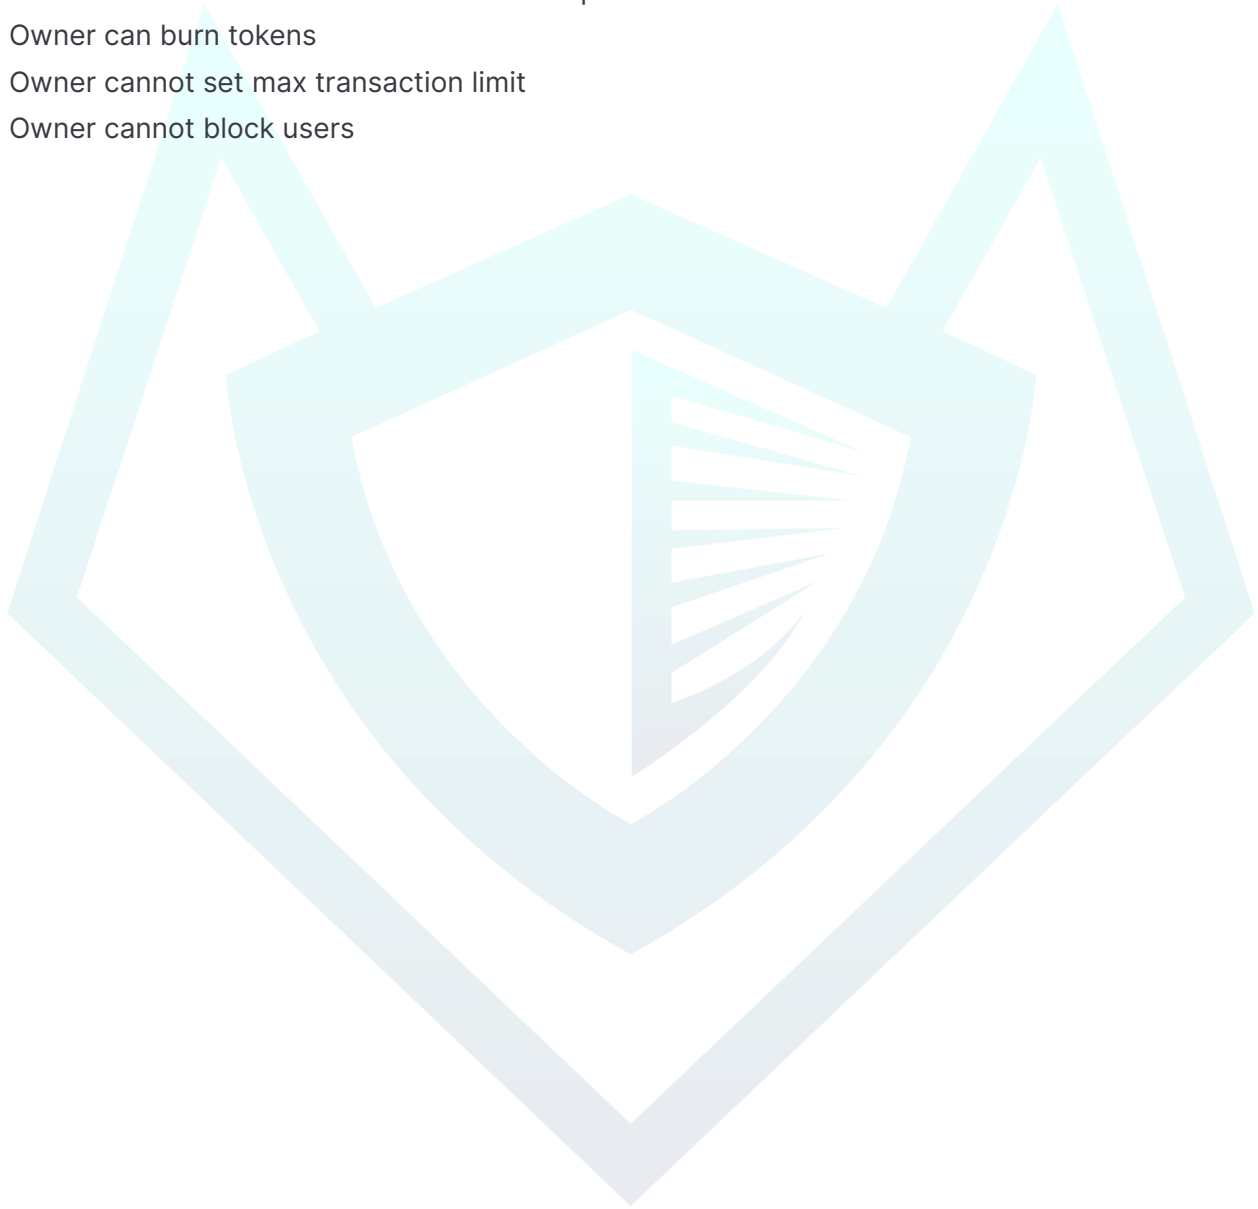 Owner can burn tokens
Owner cannot set max transaction limit
Owner cannot block users